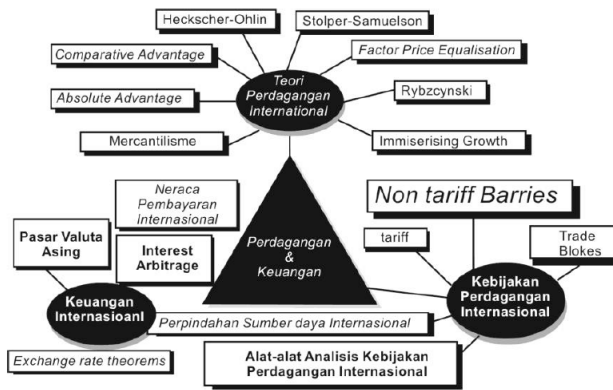 Heckscher-Ohlin
Stolper-Samuelson
Comparative Advantage
Factor Price Equalisation
Teori
Perdagangan
International
Absolute Advantage
Rybzcynski
Mercantilisme
Immiserising Growth
Neraca
Pembayaran
Internasional
Non tariff Barries
Pasar Valuta
Asing
Interest
Arbitrage
Perdagangan
&
Keuangan
tariff
Trade
Blokes
Keuangan
Internasioanl
Kebijakan
Perdagangan
Internasional
Perpindahan Sumber daya Internasional
Exchange rate theorems
Alat-alat Analisis Kebijakan
Perdagangan Internasional